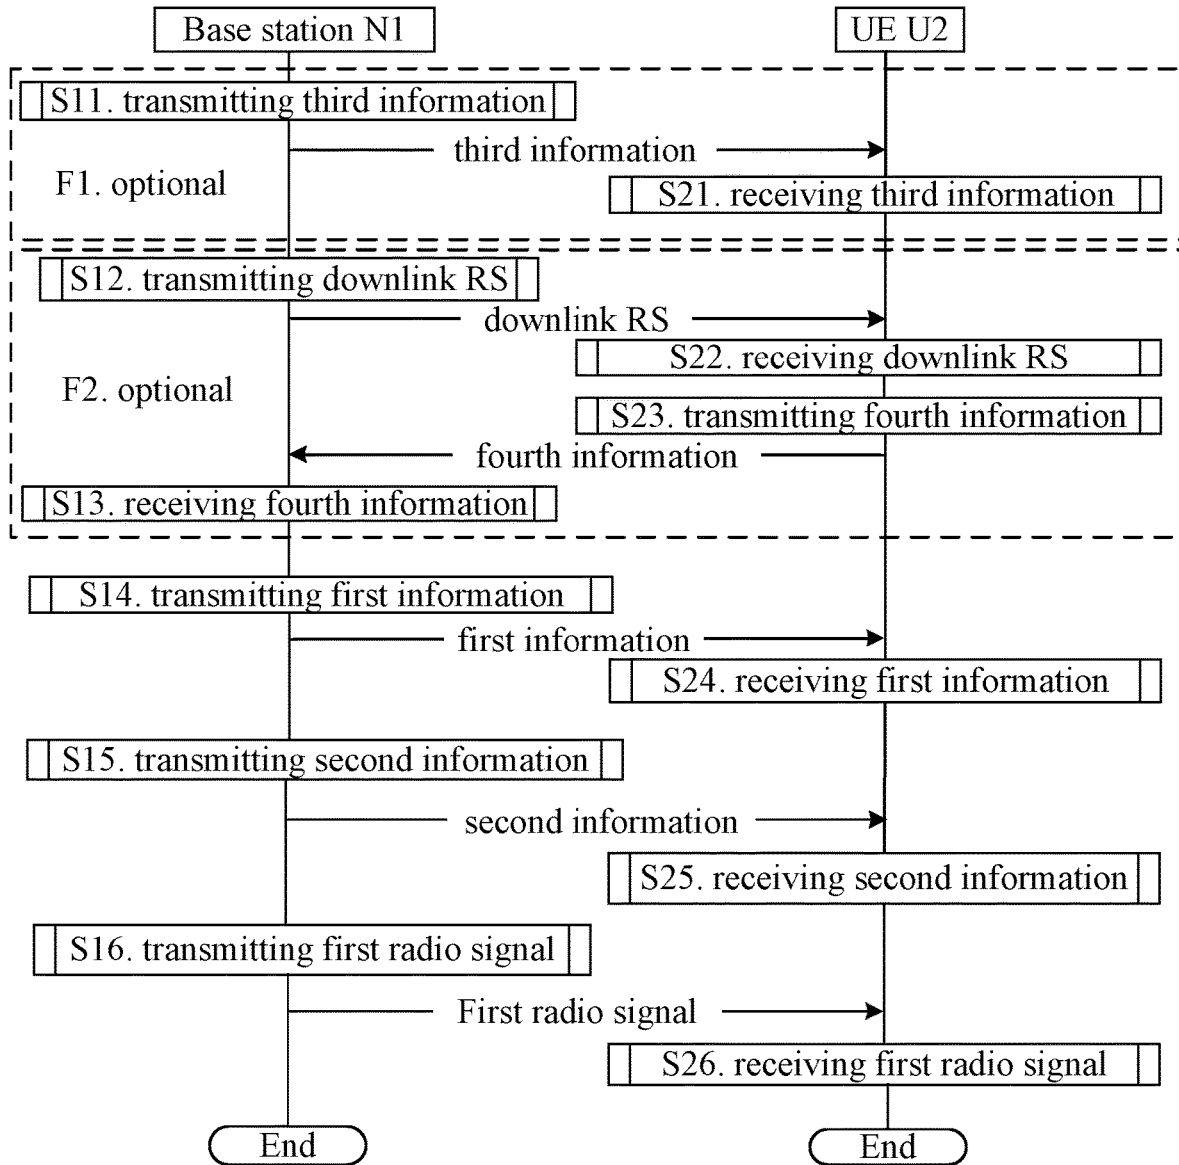 Base station N1
UE U2
S11. transmitting third information
third information
F1. optional
S21. receiving third information
S12. transmitting downlink RS
downlink RS
S22. receiving downlink RS
F2. optional
S23. transmitting fourth information
fourth information
S13. receiving fourth information
S14. transmitting first information
first information
S24. receiving first information
S15. transmitting second information
second information
S25. receiving second information
S16. transmitting first radio signal
First radio signal
S26. receiving first radio signal
End
End